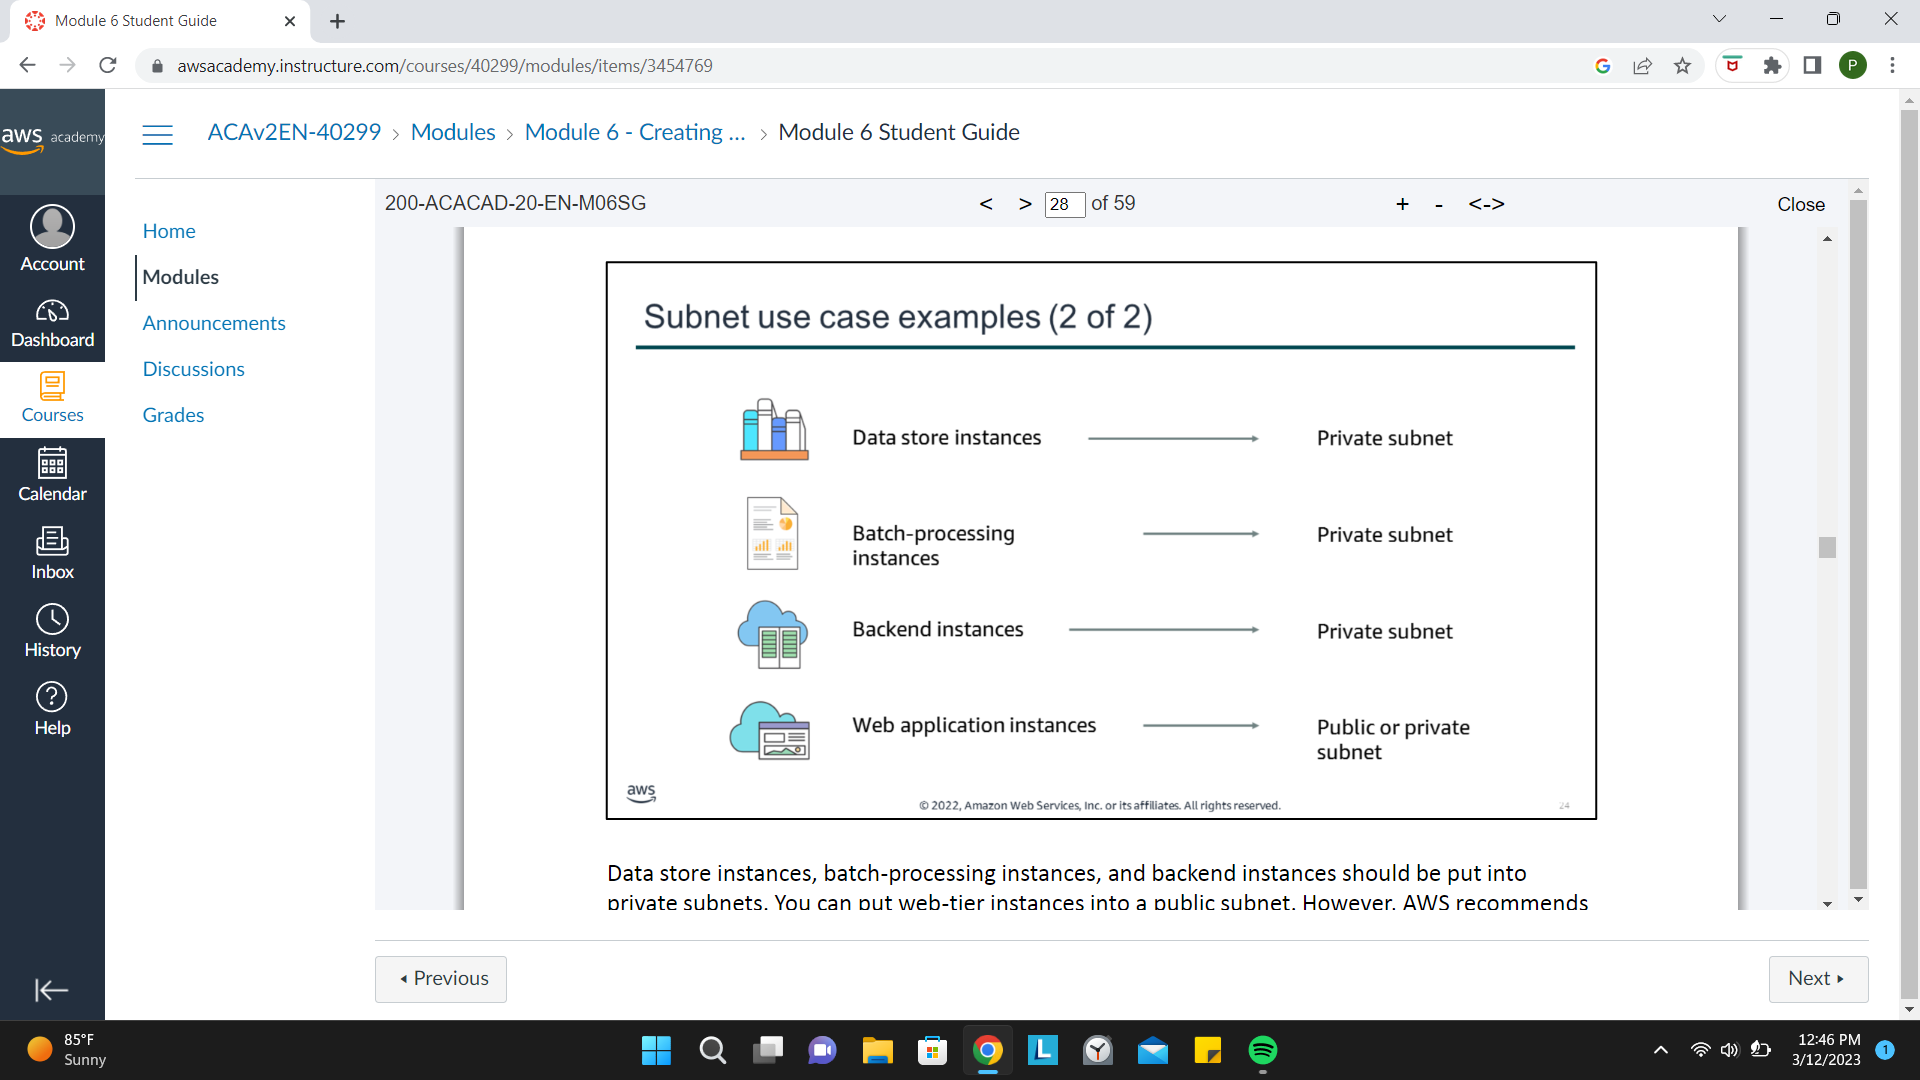 Module 6 Student Guide
awsacademy.instructure.com/courses/40299/modules/items/3454769
G
P
aws academy
ACAv2EN-40299 > Modules > Module 6 - Creating ... > Module 6 Student Guide
Account
Dashboard
Courses
Calendar
Inbox
History
Help
Home
Modules
Announcements
Discussions
Grades
200-ACACAD-20-EN-M06SG
< > 28 of 59
+ - <-> Close
Subnet use case examples (2 of 2)
Data store instances
Private subnet
Batch-processing
instances
Private subnet
Backend instances
Private subnet
Web application instances
Public or private
subnet
aws
© 2022, Amazon Web Services, Inc. or its affiliates. All rights reserved.
24
Data store instances, batch-processing instances, and backend instances should be put into
private subnets. You can put web-tier instances into a public subnet. However, AWS recommends
Previous
Next
85°F
Sunny
L
12:46 PM
3/12/2023
1